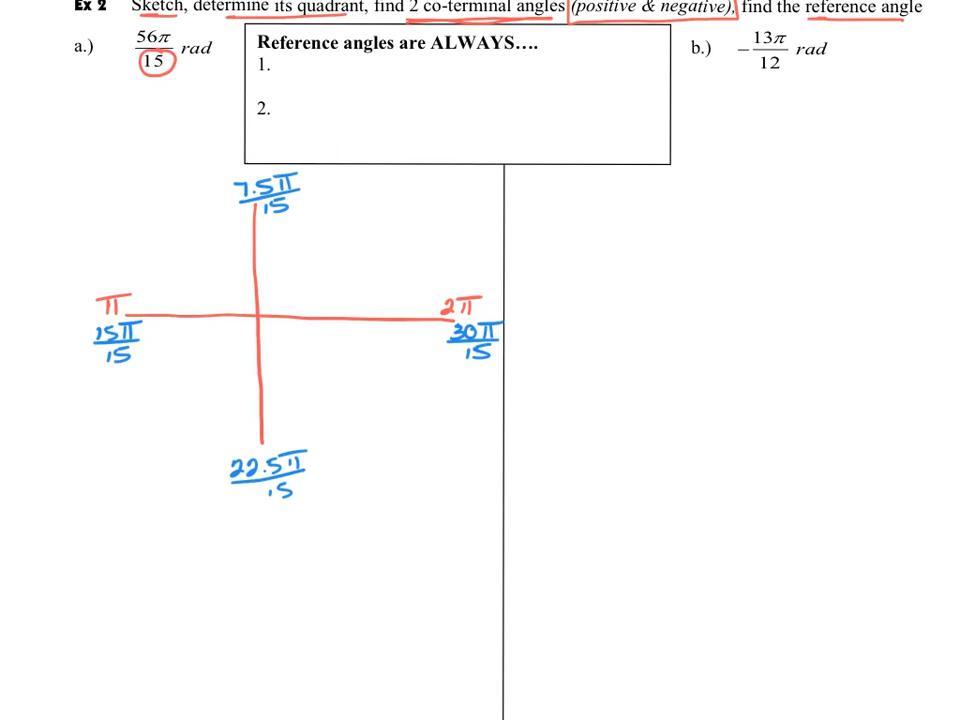 Ex 2 Sketch, determine its quadrant, find 2 co-terminal angles (positive & negative), find the reference angle
a.) 56π/15 rad
Reference angles are ALWAYS….
1.
2.
b.) −13π/12 rad
7.5π/15
π
15π/15
2π
30π/15
22.5π/15